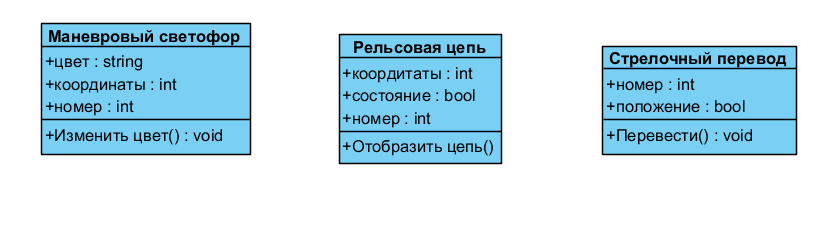 Маневровый светофор
+цвет : string
+координаты : int
+номер : int
+Изменить цвет() : void
Рельсовая цепь
+коордитаты : int
+состояние : bool
+номер : int
+Отобразить цепь()
Стрелочный перевод
+номер : int
+положение : bool
+Перевести() : void